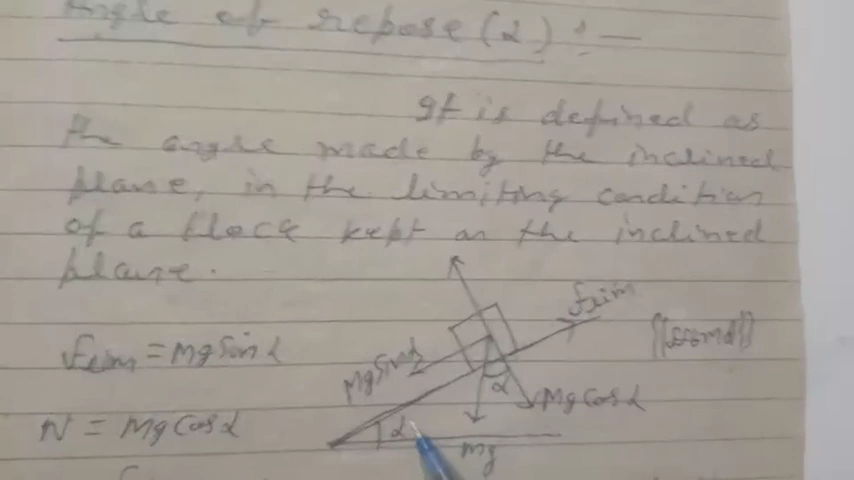 Angle of repose (α) :—
It is defined as
the angle made by the inclined
plane, in the limiting condition
of a block kept on the inclined
plane.
flim
flim = Mg Sin α
Mg Sin α
α
Mg Cos α
N = Mg Cos α
α
mg